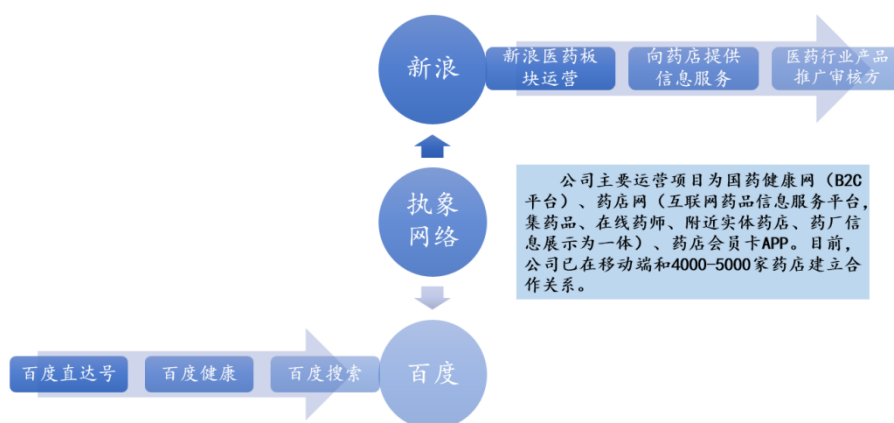 新浪
新浪医药板
块运营
向药店提供
信息服务
医药行业产品
推广审核方
执象
网络
公司主要运营项目为国药健康网（B2C
平台）、药店网（互联网药品信息服务平台，
集药品、在线药师、附近实体药店、药厂信
息展示为一体）、药店会员卡APP。目前，
公司已在移动端和4000-5000家药店建立合
作关系。
百度直达号
百度健康
百度搜索
百度